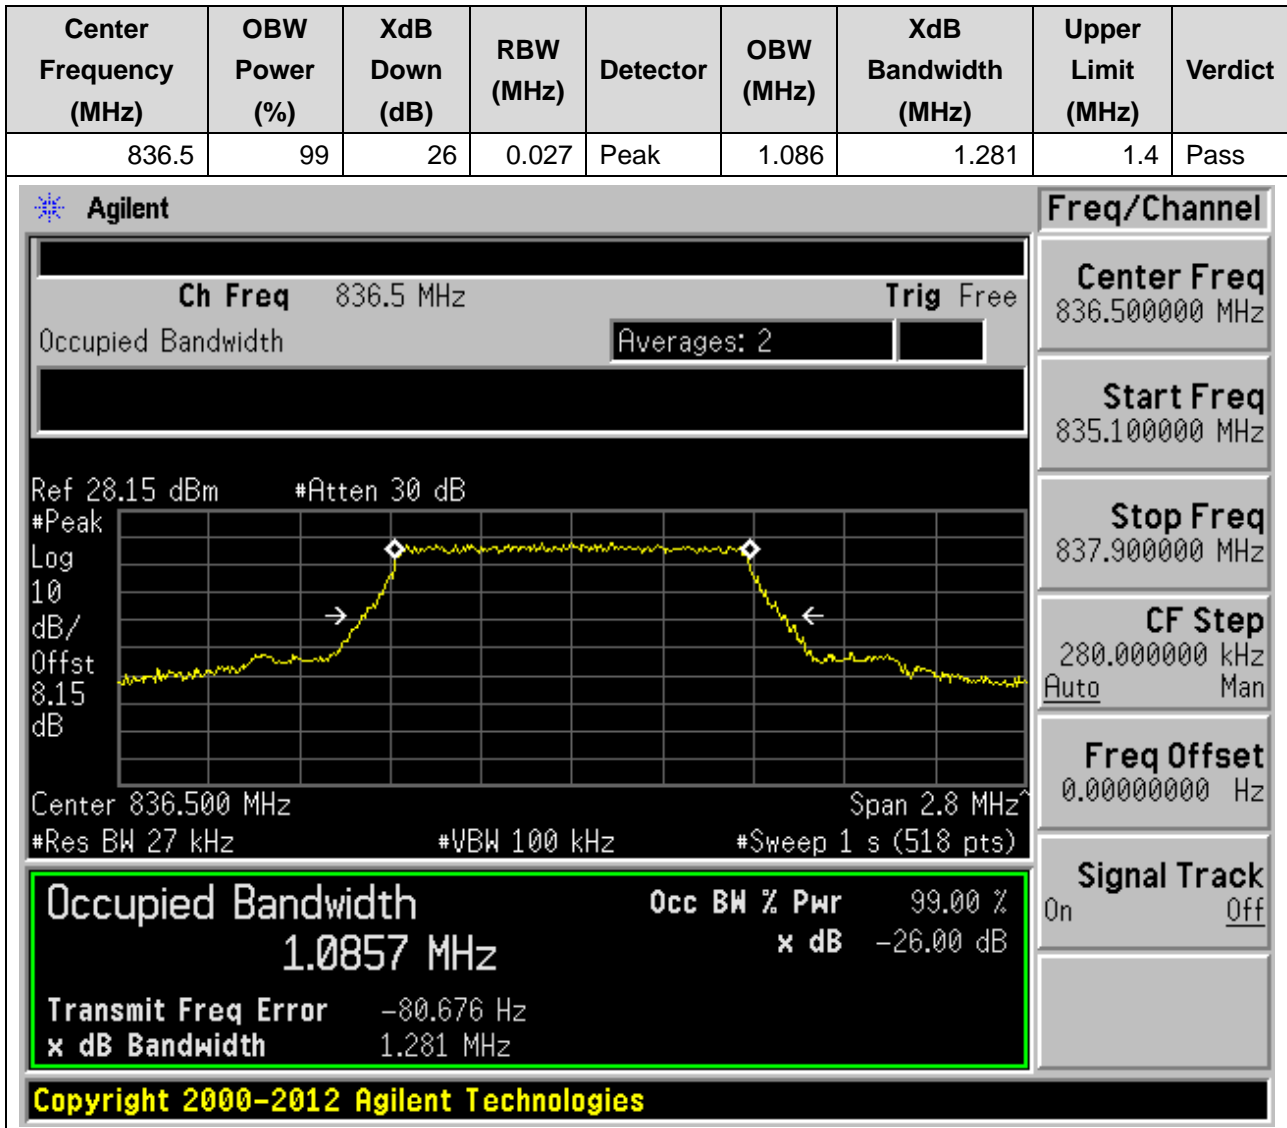 Center Frequency (MHz) OBW Power (%) XdB Down (dB) RBW (MHz) Detector OBW (MHz) XdB Bandwidth (MHz) Upper Limit (MHz) Verdict
836.5 99 26 0.027 Peak 1.086 1.281 1.4 Pass
Agilent
Freq/Channel
Ch Freq 836.5 MHz Trig Free
Occupied Bandwidth Averages: 2
Center Freq
836.500000 MHz
Start Freq
835.100000 MHz
Stop Freq
837.900000 MHz
CF Step
280.000000 kHz
Auto Man
Freq Offset
0.00000000 Hz
Signal Track
On Off
Ref 28.15 dBm #Atten 30 dB
#Peak
Log
10
dB/
Offst
8.15
dB
Center 836.500 MHz Span 2.8 MHz^
#Res BW 27 kHz #VBW 100 kHz #Sweep 1 s (518 pts)
Occupied Bandwidth Occ BW % Pwr 99.00 %
1.0857 MHz x dB -26.00 dB
Transmit Freq Error -80.676 Hz
x dB Bandwidth 1.281 MHz
Copyright 2000-2012 Agilent Technologies